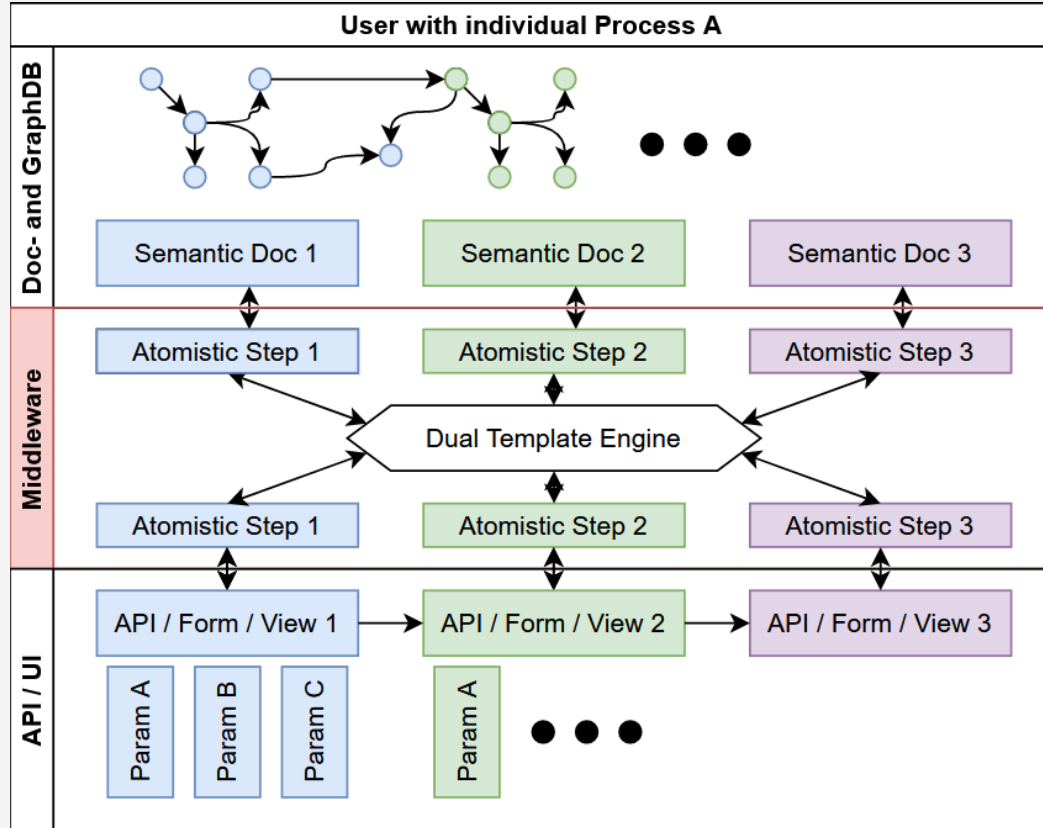 User with individual Process A
Doc- and GraphDB
Semantic Doc 1
Semantic Doc 2
Semantic Doc 3
Middleware
Atomistic Step 1
Atomistic Step 2
Atomistic Step 3
Dual Template Engine
Atomistic Step 1
Atomistic Step 2
Atomistic Step 3
API / UI
API / Form / View 1
API / Form / View 2
API / Form / View 3
Param A
Param B
Param C
Param A